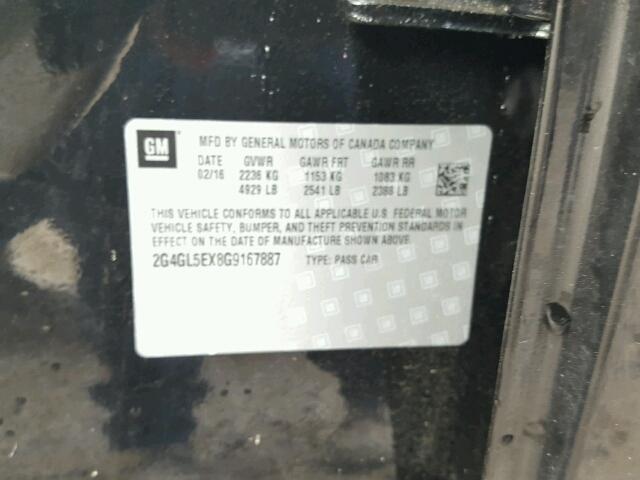 GM
MFD BY GENERAL MOTORS OF CANADA COMPANY
DATE GVWR GAWR FRT GAWR RR
02/16 2236 KG 1153 KG 1083 KG
4929 LB 2541 LB 2388 LB
THIS VEHICLE CONFORMS TO ALL APPLICABLE U.S. FEDERAL MOTOR
VEHICLE SAFETY, BUMPER, AND THEFT PREVENTION STANDARDS IN
EFFECT ON THE DATE OF MANUFACTURE SHOWN ABOVE.
2G4GL5EX8G9167887 TYPE: PASS CAR